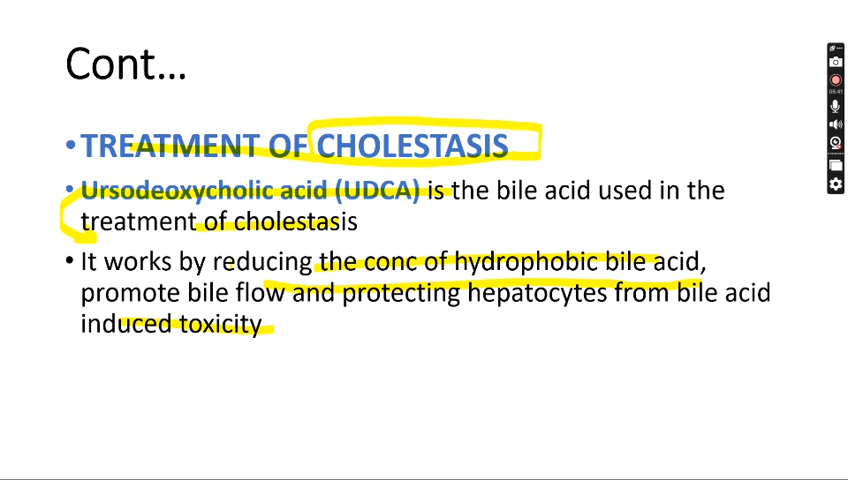 Cont...
•TREATMENT OF CHOLESTASIS
• Ursodeoxycholic acid (UDCA) is the bile acid used in the
treatment of cholestasis
• It works by reducing the conc of hydrophobic bile acid,
promote bile flow and protecting hepatocytes from bile acid
induced toxicity
05:41